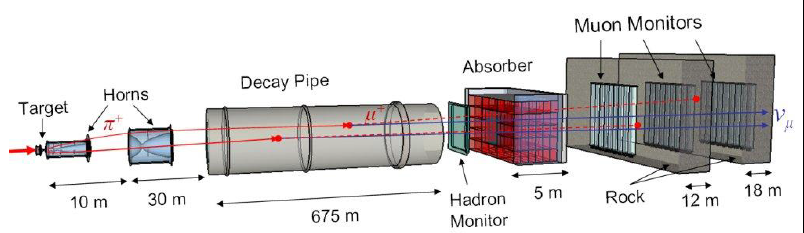 Muon Monitors
Absorber
Decay Pipe
Horns
Target
π+
μ+
νμ
10 m
30 m
675 m
Hadron
Monitor
5 m
Rock
12 m
18 m